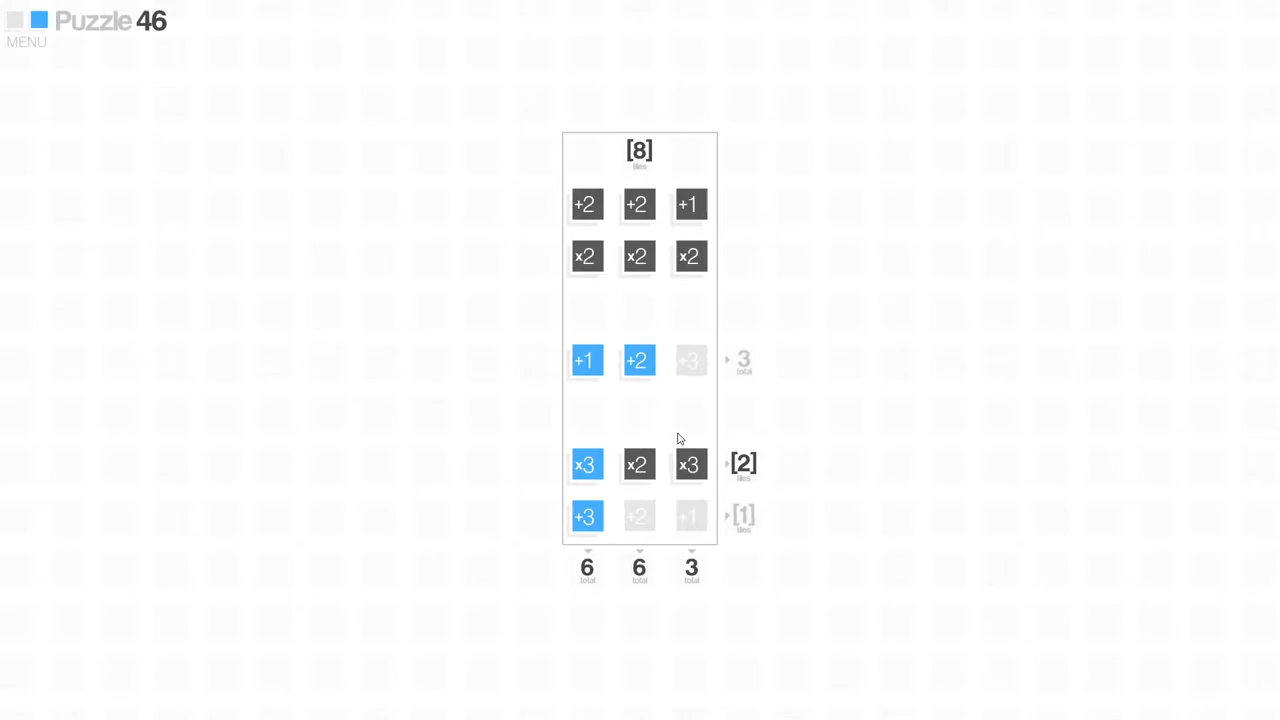 Puzzle 46
MENU
[8]
tiles
+2 +2 +1
x2 x2 x2
+1 +2 +3 3
total
x3 x2 x3 [2]
tiles
+3 +2 +1 [1]
tiles
6 6 3
total total total